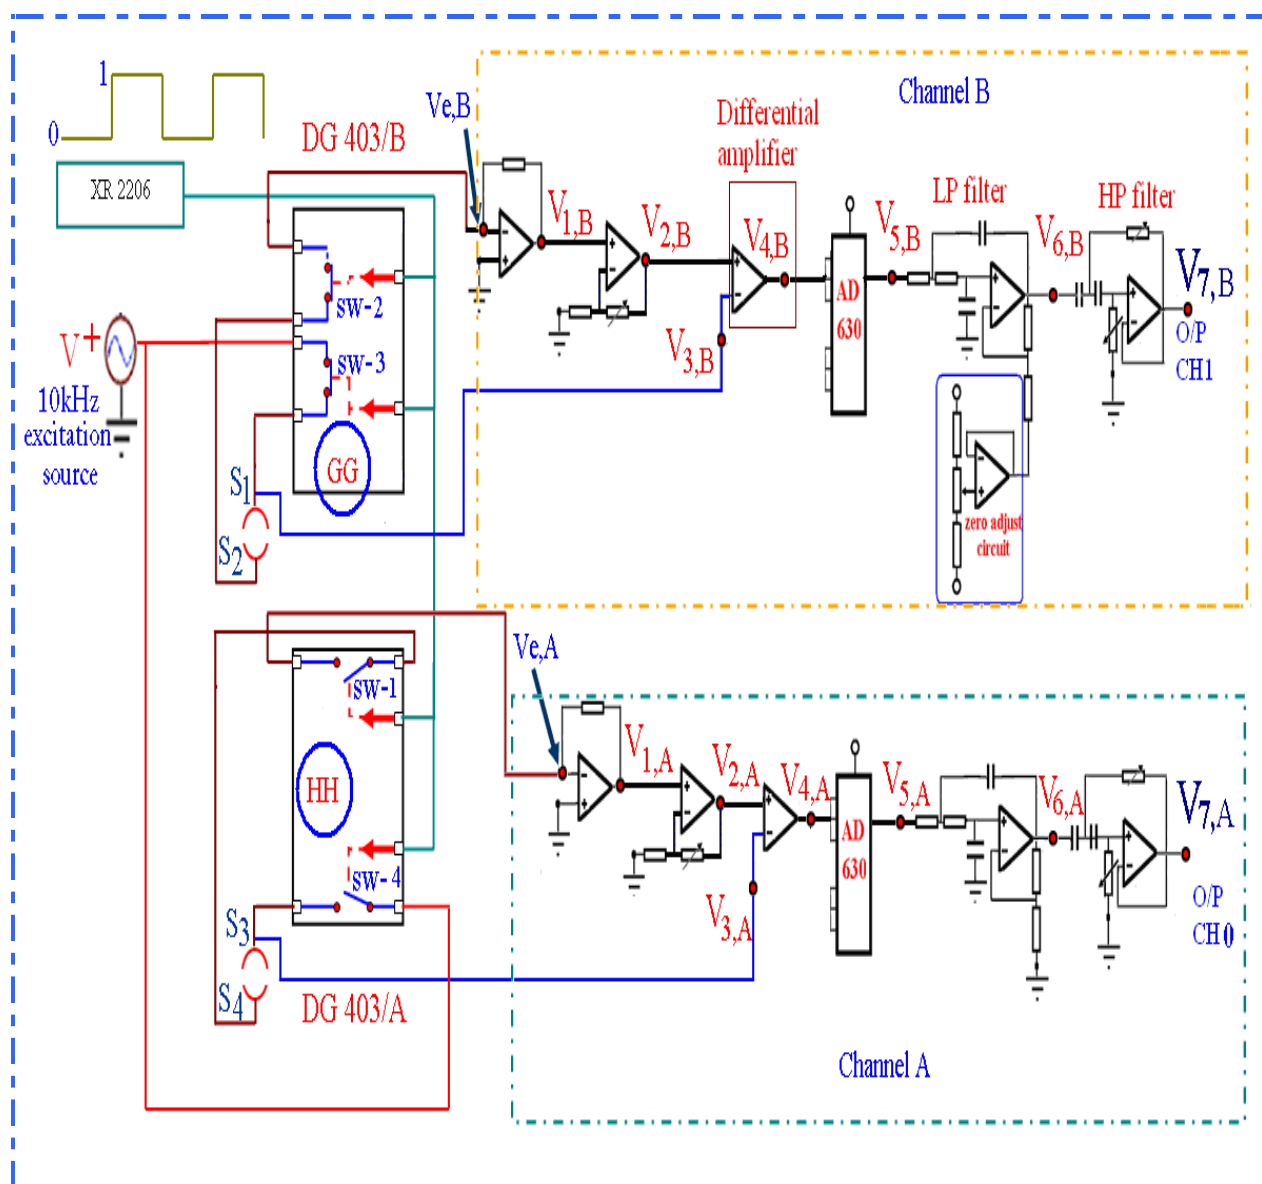 1
0
XR 2206
DG 403/B
Ve,B
Channel B
Differential
amplifier
V1,B
V2,B
V4,B
V3,B
AD
630
V5,B
LP filter
V6,B
HP filter
V7,B
O/P
CH1
sw-2
sw-3
GG
V+
10kHz
excitation
source
S1
S2
zero adjust
circuit
Ve,A
sw-1
HH
sw-4
S3
S4
DG 403/A
V1,A
V2,A
V4,A
V3,A
AD
630
V5,A
V6,A
V7,A
O/P
CH 0
Channel A